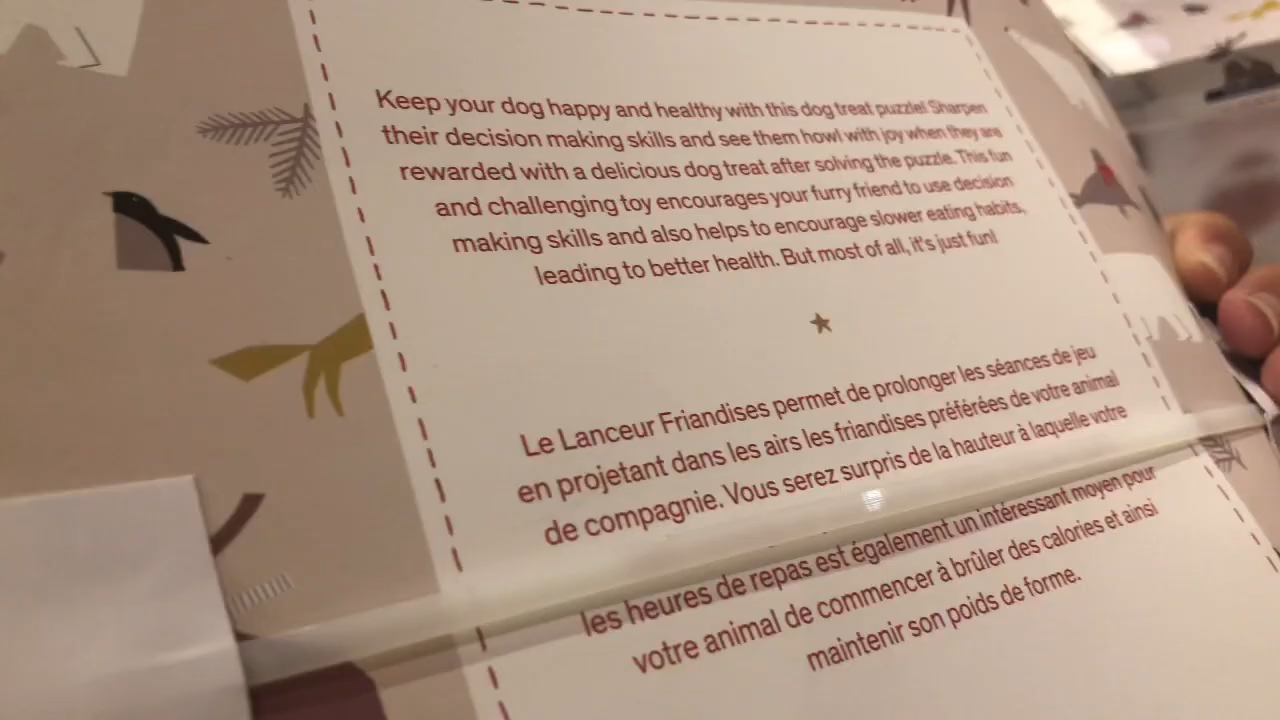 Keep your dog happy and healthy with this dog treat puzzle! Sharpen
their decision making skills and see them howl with joy when they are
rewarded with a delicious dog treat after solving the puzzle. This fun
and challenging toy encourages your furry friend to use decision
making skills and also helps to encourage slower eating habits,
leading to better health. But most of all, it's just fun!
Le Lanceur Friandises permet de prolonger les séances de jeu
en projetant dans les airs les friandises préférées de votre animal
de compagnie. Vous serez surpris de la hauteur à laquelle votre
les heures de repas est également un intéressant moyen pour
votre animal de commencer à brûler des calories et ainsi
maintenir son poids de forme.